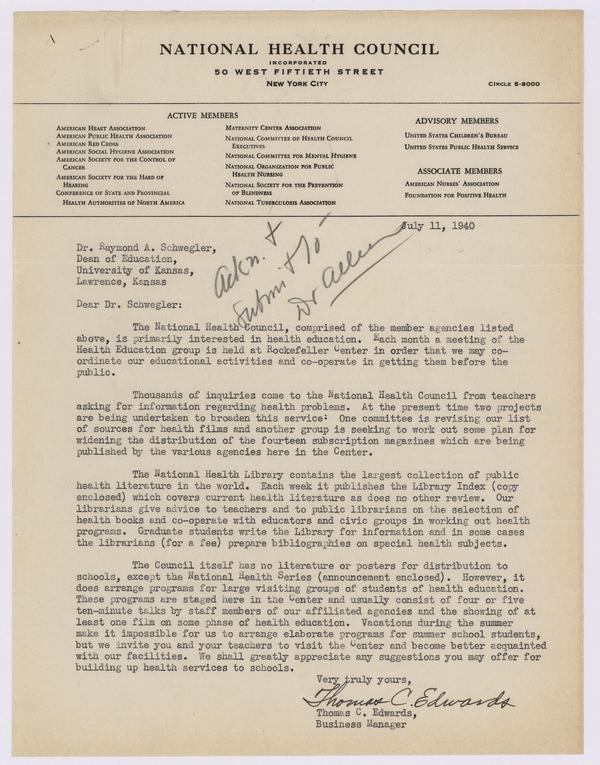 NATIONAL HEALTH COUNCIL
INCORPORATED
50 WEST FIFTIETH STREET
NEW YORK CITY
CIRCLE 5-8000
ACTIVE MEMBERS
AMERICAN HEART ASSOCIATION
AMERICAN PUBLIC HEALTH ASSOCIATION
AMERICAN RED CROSS
AMERICAN SOCIAL HYGIENE ASSOCIATION
AMERICAN SOCIETY FOR THE CONTROL OF
CANCER
AMERICAN SOCIETY FOR THE HARD OF
HEARING
CONFERENCE OF STATE AND PROVINCIAL
HEALTH AUTHORITIES OF NORTH AMERICA
MATERNITY CENTER ASSOCIATION
NATIONAL COMMITTEE OF HEALTH COUNCIL
EXECUTIVES
NATIONAL COMMITTEE FOR MENTAL HYGIENE
NATIONAL ORGANIZATION FOR PUBLIC
HEALTH NURSING
NATIONAL SOCIETY FOR THE PREVENTION
OF BLINDNESS
NATIONAL TUBERCULOSIS ASSOCIATION
ADVISORY MEMBERS
UNITED STATES CHILDREN'S BUREAU
UNITED STATES PUBLIC HEALTH SERVICE
ASSOCIATE MEMBERS
AMERICAN NURSES' ASSOCIATION
FOUNDATION FOR POSITIVE HEALTH
July 11, 1940
Dr. Raymond A. Schwegler,
Dean of Education,
University of Kansas,
Lawrence, Kansas
Ackn. &
Submit to
Dr Allen
Dear Dr. Schwegler:
The National Health Council, comprised of the member agencies listed
above, is primarily interested in health education. Each month a meeting of the
Health Education group is held at Rockefeller Center in order that we may co-
ordinate our educational activities and co-operate in getting them before the
public.
Thousands of inquiries come to the National Health Council from teachers
asking for information regarding health problems. At the present time two projects
are being undertaken to broaden this service: One committee is revising our list
of sources for health films and another group is seeking to work out some plan for
widening the distribution of the fourteen subscription magazines which are being
published by the various agencies here in the Center.
The National Health Library contains the largest collection of public
health literature in the world. Each week it publishes the Library Index (copy
enclosed) which covers current health literature as does no other review. Our
librarians give advice to teachers and to public librarians on the selection of
health books and co-operate with educators and civic groups in working out health
programs. Graduate students write the Library for information and in some cases
the librarians (for a fee) prepare bibliographies on special health subjects.
The Council itself has no literature or posters for distribution to
schools, except the National Health Series (announcement enclosed). However, it
does arrange programs for large visiting groups of students of health education.
These programs are staged here in the Center and usually consist of four or five
ten-minute talks by staff members of our affiliated agencies and the showing of at
least one film on some phase of health education. Vacations during the summer
make it impossible for us to arrange elaborate programs for summer school students,
but we invite you and your teachers to visit the Center and become better acquainted
with our facilities. We shall greatly appreciate any suggestions you may offer for
building up health services to schools.
Very truly yours,
Thomas C. Edwards
Thomas C. Edwards,
Business Manager